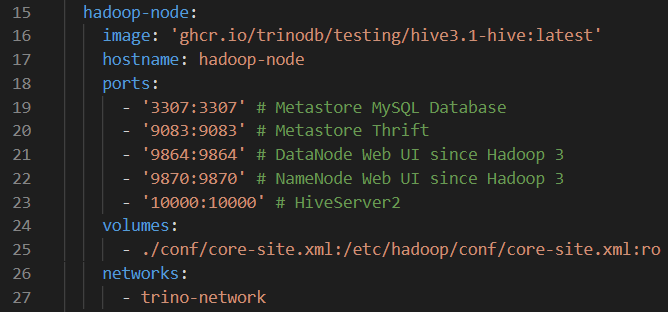 15 hadoop-node:
16 image: 'ghcr.io/trinodb/testing/hive3.1-hive:latest'
17 hostname: hadoop-node
18 ports:
19 - '3307:3307' # Metastore MySQL Database
20 - '9083:9083' # Metastore Thrift
21 - '9864:9864' # DataNode Web UI since Hadoop 3
22 - '9870:9870' # NameNode Web UI since Hadoop 3
23 - '10000:10000' # HiveServer2
24 volumes:
25 - ./conf/core-site.xml:/etc/hadoop/conf/core-site.xml:ro
26 networks:
27 - trino-network